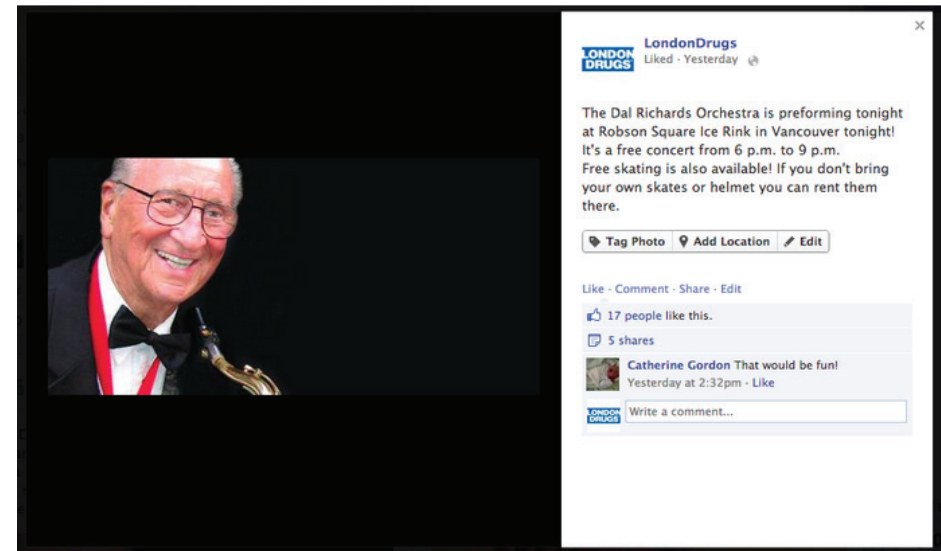 ×
LONDON
DRUGS
LondonDrugs
Liked · Yesterday
The Dal Richards Orchestra is preforming tonight
at Robson Square Ice Rink in Vancouver tonight!
It's a free concert from 6 p.m. to 9 p.m.
Free skating is also available! If you don't bring
your own skates or helmet you can rent them
there.
Tag Photo Add Location Edit
Like · Comment · Share · Edit
17 people like this.
5 shares
Catherine Gordon That would be fun!
Yesterday at 2:32pm · Like
LONDON
DRUGS
Write a comment...